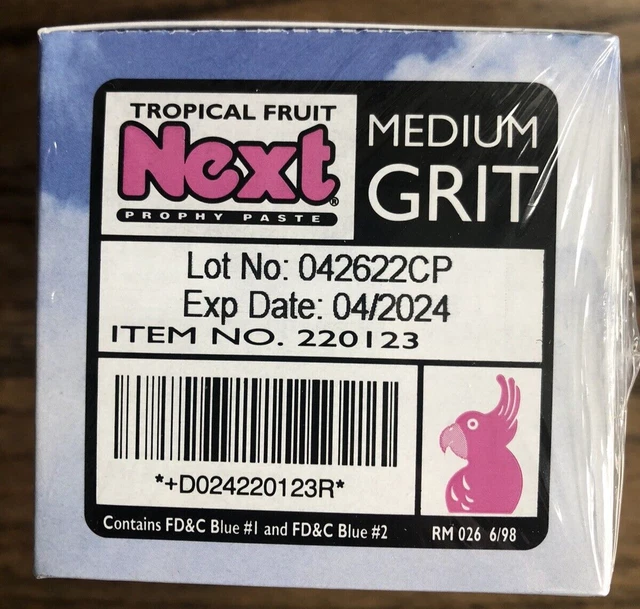 TROPICAL FRUIT
Next®
PROPHY PASTE
MEDIUM
GRIT
Lot No: 042622CP
Exp Date: 04/2024
ITEM NO. 220123
*+D024220123R*
Contains FD&C Blue #1 and FD&C Blue #2
RM 026 6/98